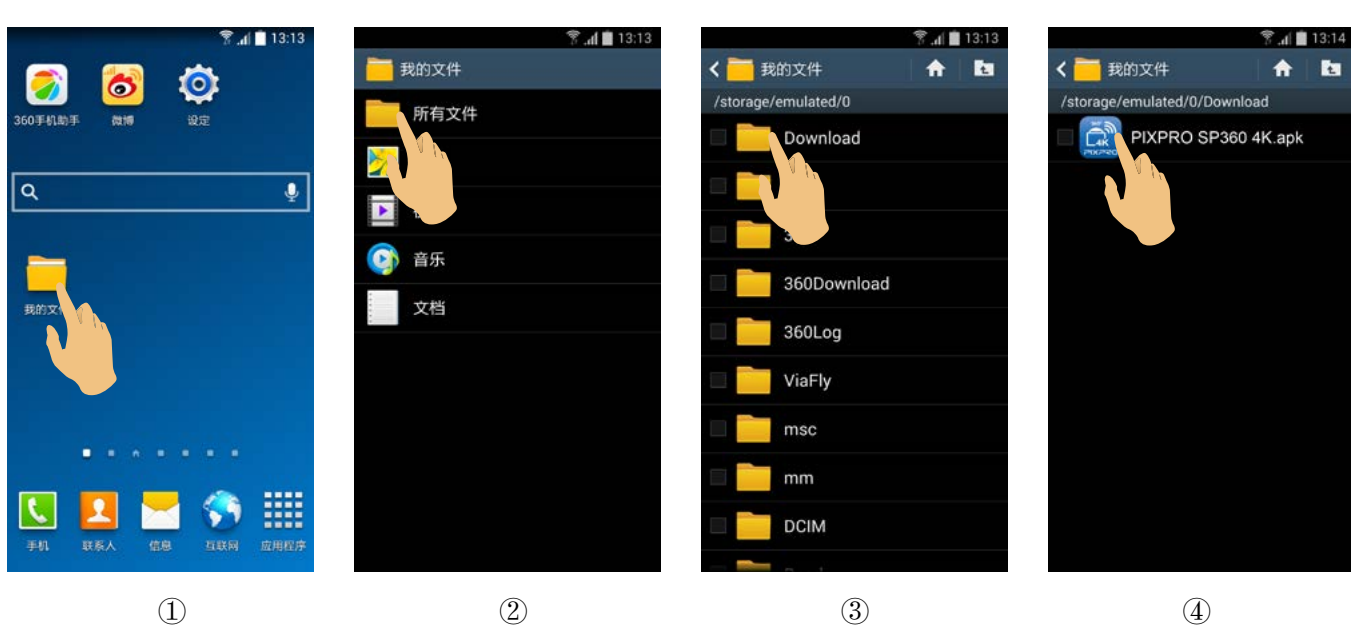 13:13
360手机助手
微博
设定
我的文
手机
联系人
信息
互联网
应用程序
①
13:13
我的文件
所有文件
音乐
文档
②
13:13
我的文件
/storage/emulated/0
Download
360Download
360Log
ViaFly
msc
mm
DCIM
③
13:14
我的文件
/storage/emulated/0/Download
4K
PIXPRO
PIXPRO SP360 4K.apk
④